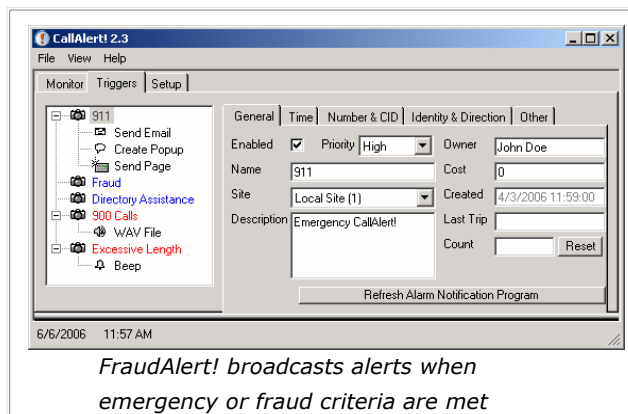 CallAlert! 2.3
File View Help
Monitor Triggers Setup
911
Send Email
Create Popup
Send Page
Fraud
Directory Assistance
900 Calls
WAV File
Excessive Length
Beep
General Time Number & CID Identity & Direction Other
Enabled Priority High Owner John Doe
Name 911 Cost 0
Site Local Site (1) Created 4/3/2006 11:59:00
Description Emergency CallAlert! Last Trip
Count Reset
Refresh Alarm Notification Program
6/6/2006 11:57 AM
FraudAlert! broadcasts alerts when
emergency or fraud criteria are met